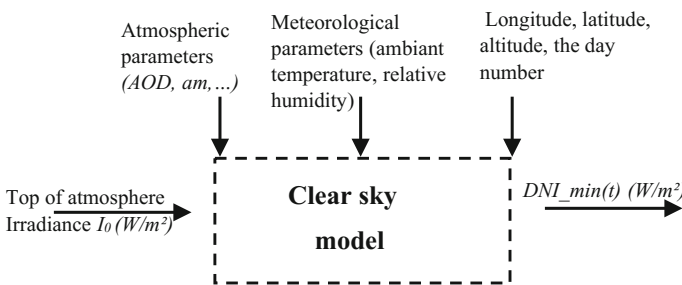 Atmospheric
parameters
(AOD, am,...)
Meteorological
parameters (ambiant
temperature, relative
humidity)
Longitude, latitude,
altitude, the day
number
Top of atmosphere
Irradiance I₀ (W/m²)
Clear sky
model
DNI_min(t) (W/m²)